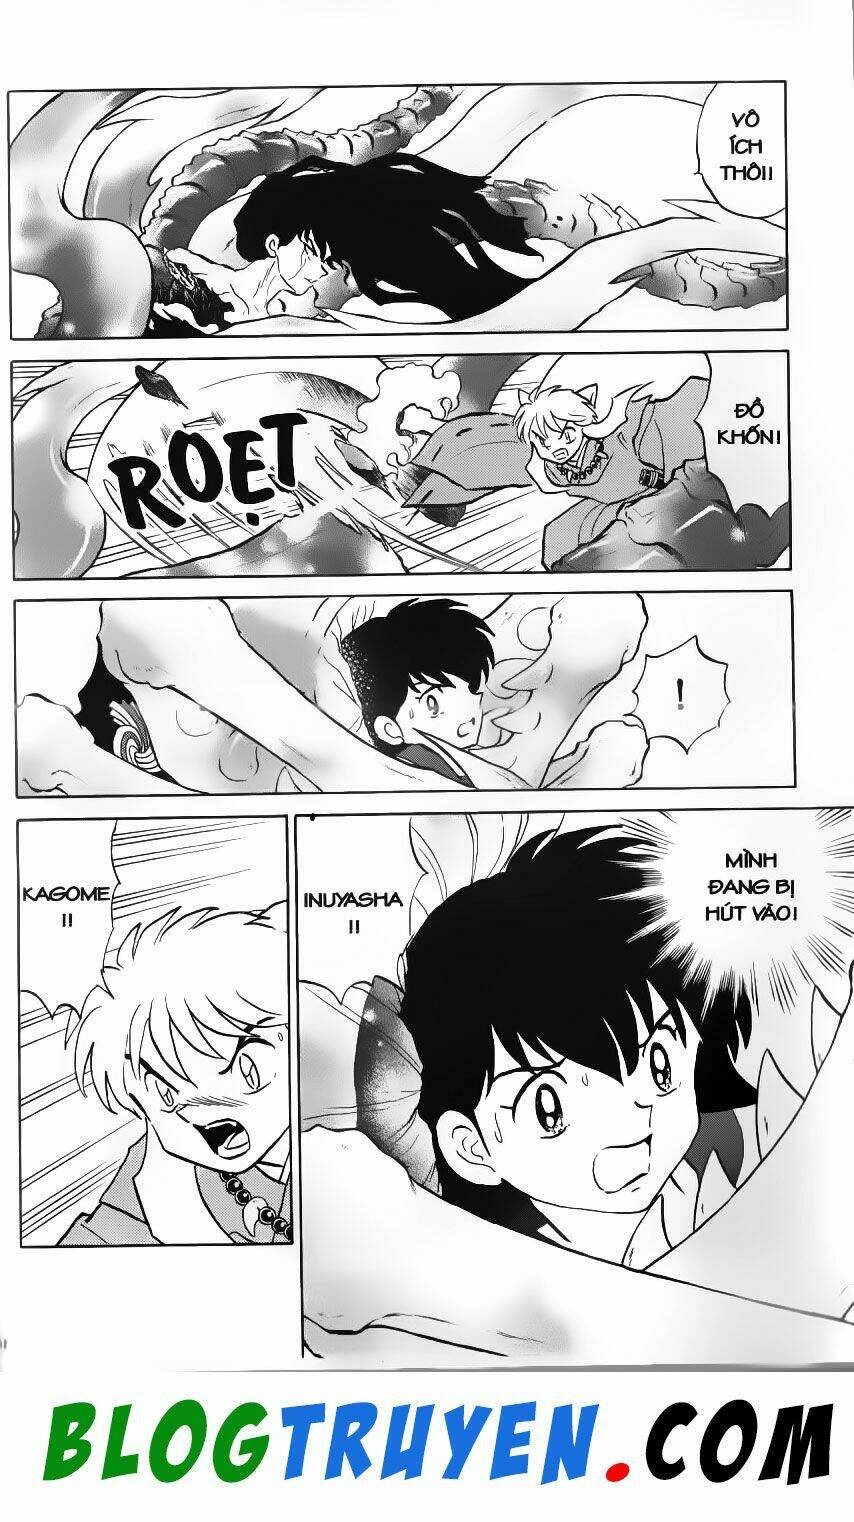 VÔ
ÍCH
THÔI!
ĐỒ
KHỐN!
ROẸT
!
MÌNH
ĐANG BỊ
HÚT VÀO!
INUYASHA
!!
KAGOME
!!
BLOGTRUYEN.COM